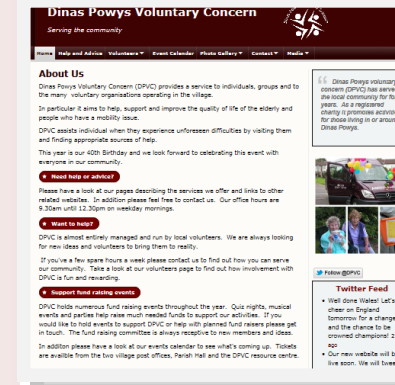 Dinas Powys Voluntary Concern
Serving the community
Home Help and Advice Volunteers Event Calendar Photo Gallery Contact Media
About Us
Dinas Powys Voluntary Concern (DPVC) provides a service to individuals, groups and to
the many voluntary organisations operating in the village.
In particular it aims to help, support and improve the quality of life of the elderly and
people who have a mobility issue.
DPVC assists individual when they experience unforeseen difficulties by visiting them
and finding appropriate sources of help.
This year is our 40th Birthday and we look forward to celebrating this event with
everyone in our community.
Need help or advice?
Please have a look at our pages describing the services we offer and links to other
related websites. In addition please feel free to contact us. Our office hours are
9.30am until 12.30pm on weekday mornings.
Want to help?
DPVC is almost entirely managed and run by local volunteers. We are always looking
for new ideas and volunteers to bring them to reality.
If you've a few spare hours a week please contact us to find out how you can serve
our community. Take a look at our volunteers page to find out how involvement with
DPVC is fun and rewarding.
Support fund raising events
DPVC holds numerous fund raising events throughout the year. Quiz nights, musical
events and parties help raise much needed funds to support our activities. If you
would like to hold events to support DPVC or help with planned fund raisers please get
in touch. The fund raising committee is always receptive to new members and ideas.
In additon please have a look at our events calendar to see what's coming up. Tickets
are availble from the two village post offices, Parish Hall and the DPVC resource centre.
Dinas Powys voluntary
concern (DPVC) has serve
the local community for fo
years. As a registered
charity it promotes activitie
for those living in or aroun
Dinas Powys.
Follow @DPVC
Twitter Feed
Well done Wales! Let's
cheer on England
tomorrow for a change
and the chance to be
crowned champions! 2
ago
Our new website will b
live soon. We will twee